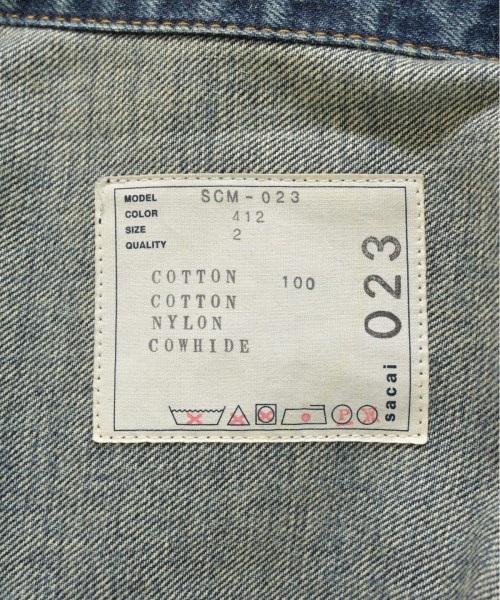 MODEL SCM-023
COLOR 412
SIZE 2
QUALITY
COTTON 100
COTTON
NYLON
COWHIDE
P
sacai 023